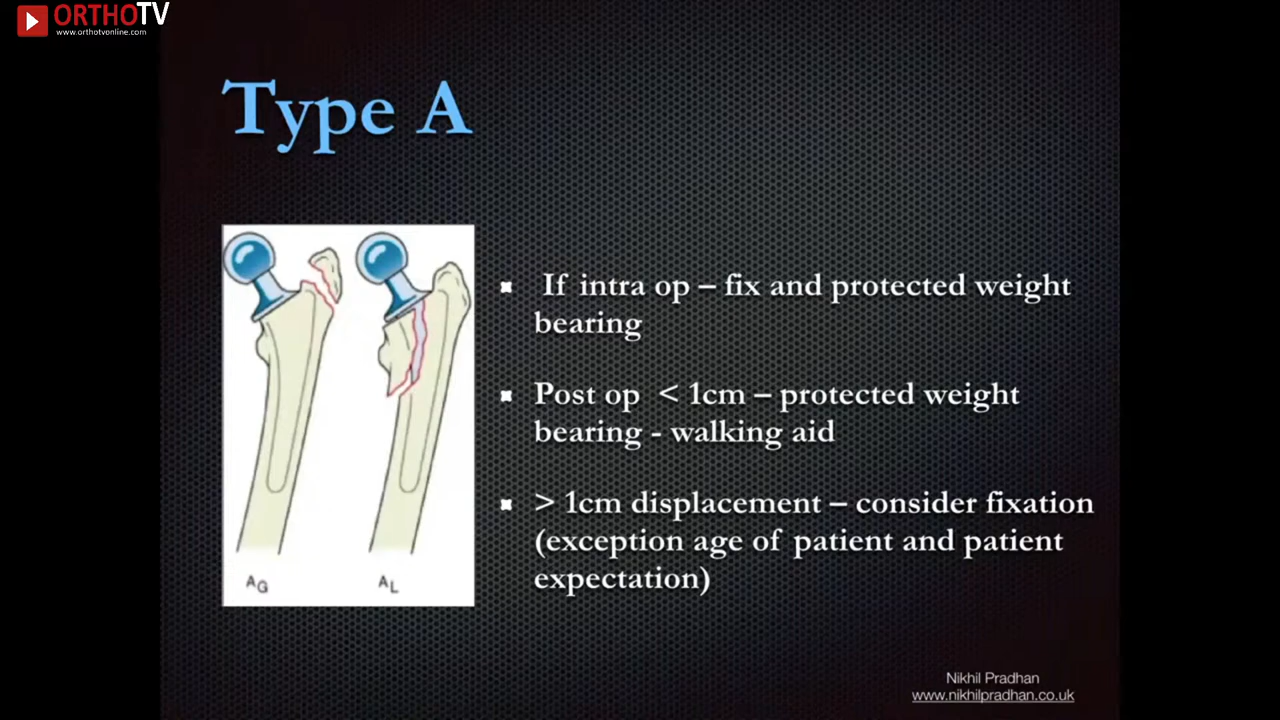 ORTHOTV
www.orthotvonline.com
Type A
If intra op – fix and protected weight
bearing
Post op < 1cm – protected weight
bearing - walking aid
> 1cm displacement – consider fixation
(exception age of patient and patient
expectation)
AG
AL
Nikhil Pradhan
www.nikhilpradhan.co.uk